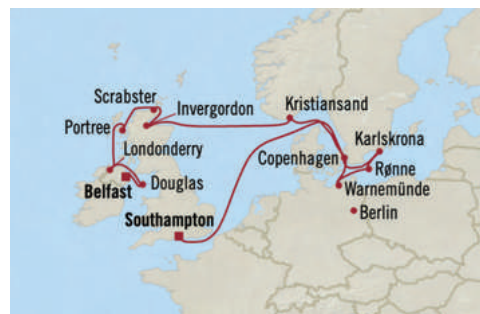 Scrabster
Invergordon
Kristiansand
Portree
Karlskrona
Londonderry
Copenhagen
Rønne
Belfast
Douglas
Warnemünde
Southampton
Berlin